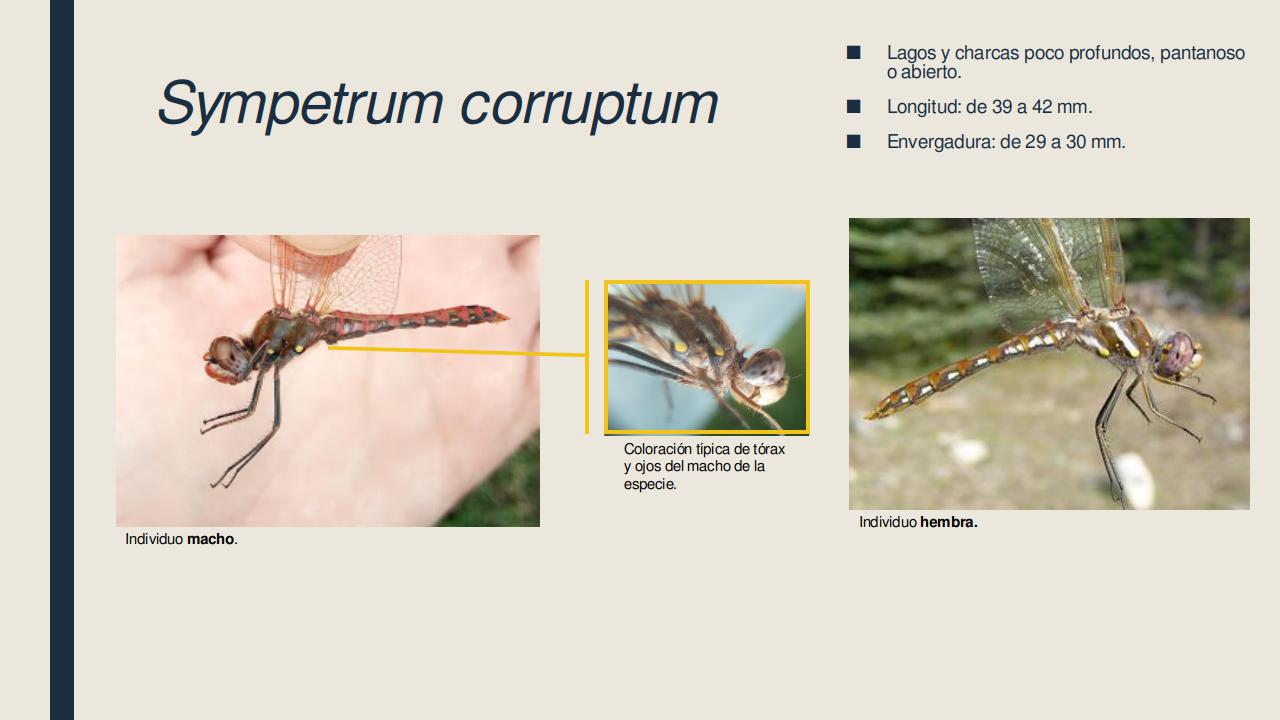 Sympetrum corruptum
■ Lagos y charcas poco profundos, pantanoso
o abierto.
■ Longitud: de 39 a 42 mm.
■ Envergadura: de 29 a 30 mm.
Coloración típica de tórax
y ojos del macho de la
especie.
Individuo macho.
Individuo hembra.